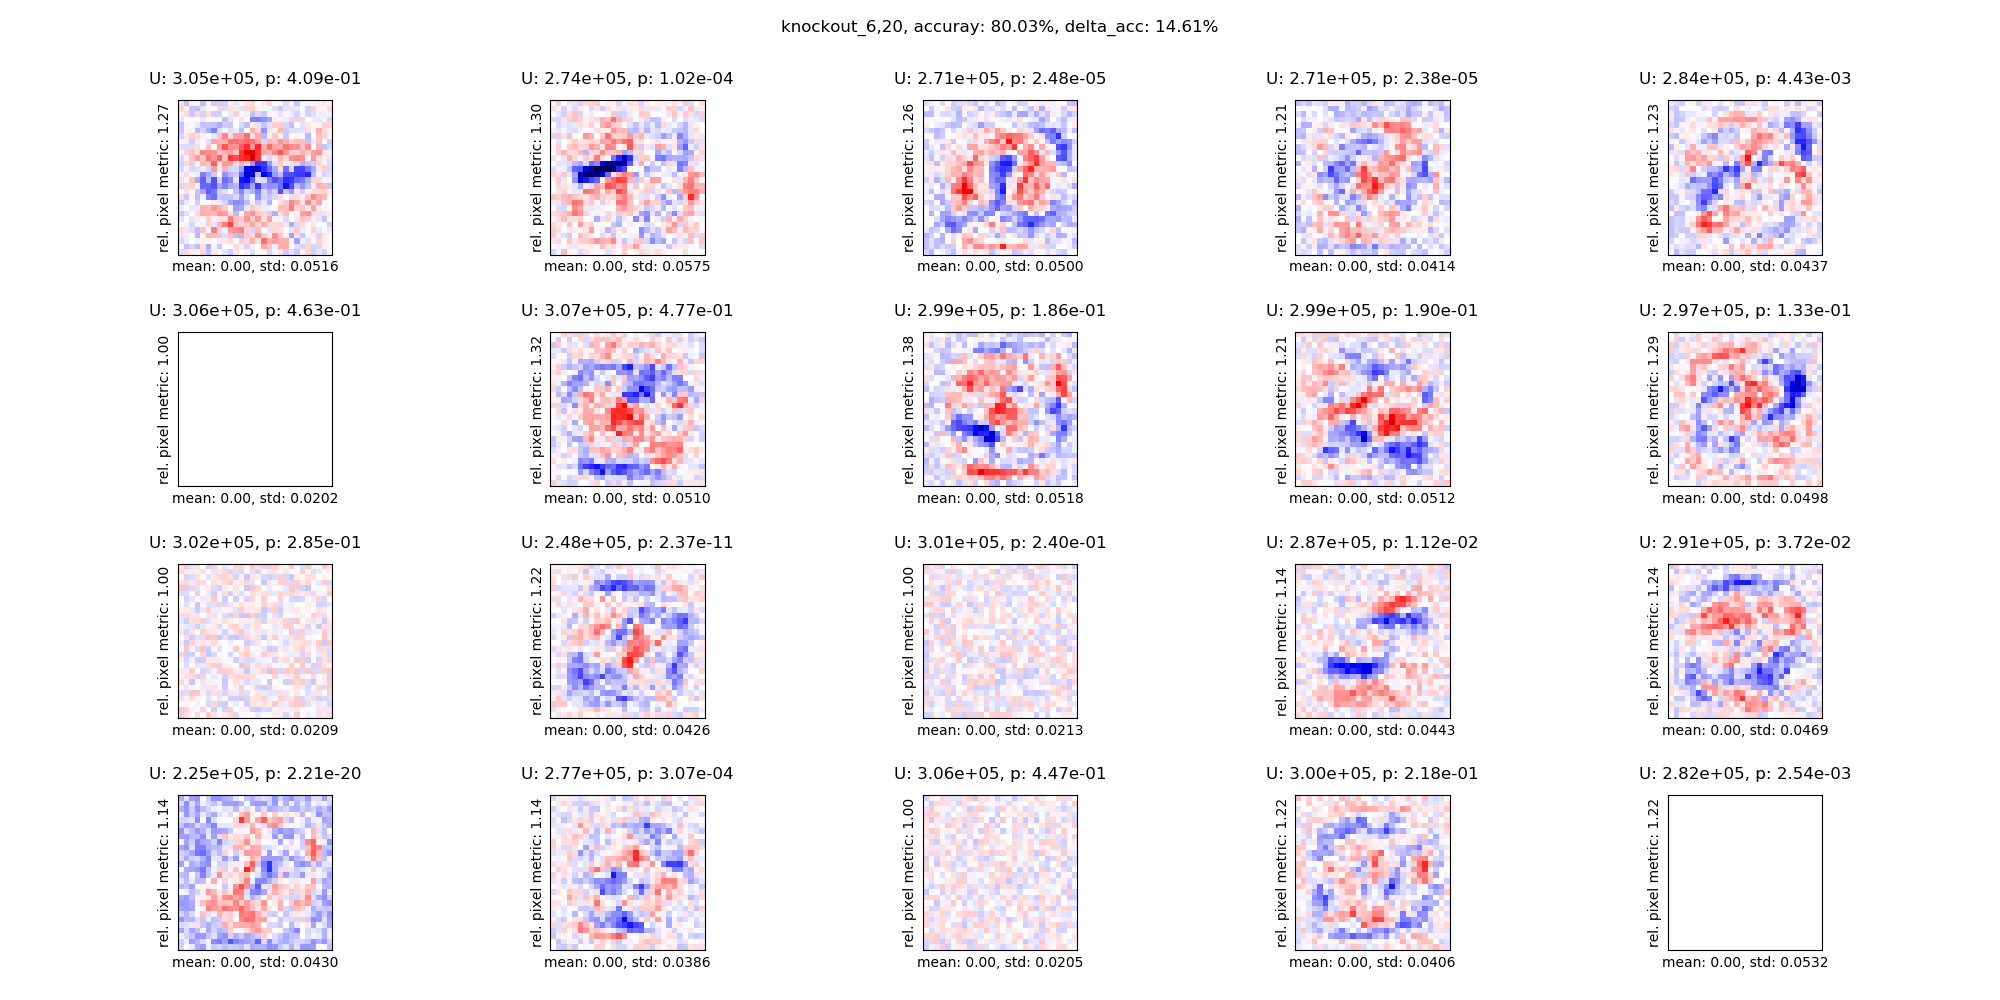 knockout_6,20, accuray: 80.03%, delta_acc: 14.61%
U: 3.05e+05, p: 4.09e-01
rel. pixel metric: 1.27
mean: 0.00, std: 0.0516
U: 2.74e+05, p: 1.02e-04
rel. pixel metric: 1.30
mean: 0.00, std: 0.0575
U: 2.71e+05, p: 2.48e-05
rel. pixel metric: 1.26
mean: 0.00, std: 0.0500
U: 2.71e+05, p: 2.38e-05
rel. pixel metric: 1.21
mean: 0.00, std: 0.0414
U: 2.84e+05, p: 4.43e-03
rel. pixel metric: 1.23
mean: 0.00, std: 0.0437
U: 3.06e+05, p: 4.63e-01
rel. pixel metric: 1.00
mean: 0.00, std: 0.0202
U: 3.07e+05, p: 4.77e-01
rel. pixel metric: 1.32
mean: 0.00, std: 0.0510
U: 2.99e+05, p: 1.86e-01
rel. pixel metric: 1.38
mean: 0.00, std: 0.0518
U: 2.99e+05, p: 1.90e-01
rel. pixel metric: 1.21
mean: 0.00, std: 0.0512
U: 2.97e+05, p: 1.33e-01
rel. pixel metric: 1.29
mean: 0.00, std: 0.0498
U: 3.02e+05, p: 2.85e-01
rel. pixel metric: 1.00
mean: 0.00, std: 0.0209
U: 2.48e+05, p: 2.37e-11
rel. pixel metric: 1.22
mean: 0.00, std: 0.0426
U: 3.01e+05, p: 2.40e-01
rel. pixel metric: 1.00
mean: 0.00, std: 0.0213
U: 2.87e+05, p: 1.12e-02
rel. pixel metric: 1.14
mean: 0.00, std: 0.0443
U: 2.91e+05, p: 3.72e-02
rel. pixel metric: 1.24
mean: 0.00, std: 0.0469
U: 2.25e+05, p: 2.21e-20
rel. pixel metric: 1.14
mean: 0.00, std: 0.0430
U: 2.77e+05, p: 3.07e-04
rel. pixel metric: 1.14
mean: 0.00, std: 0.0386
U: 3.06e+05, p: 4.47e-01
rel. pixel metric: 1.00
mean: 0.00, std: 0.0205
U: 3.00e+05, p: 2.18e-01
rel. pixel metric: 1.22
mean: 0.00, std: 0.0406
U: 2.82e+05, p: 2.54e-03
rel. pixel metric: 1.22
mean: 0.00, std: 0.0532